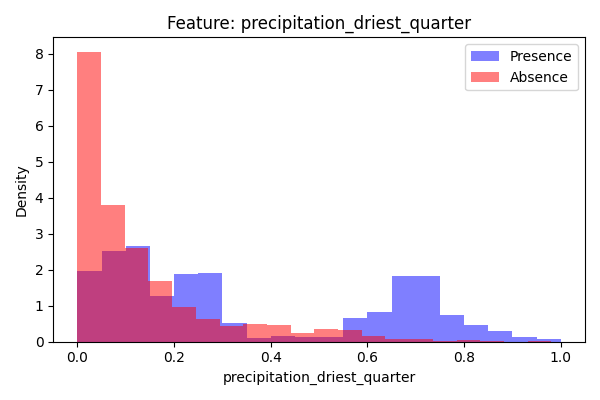 Feature: precipitation_driest_quarter
Presence
Absence
Density
8
7
6
5
4
3
2
1
0
0.0 0.2 0.4 0.6 0.8 1.0
precipitation_driest_quarter